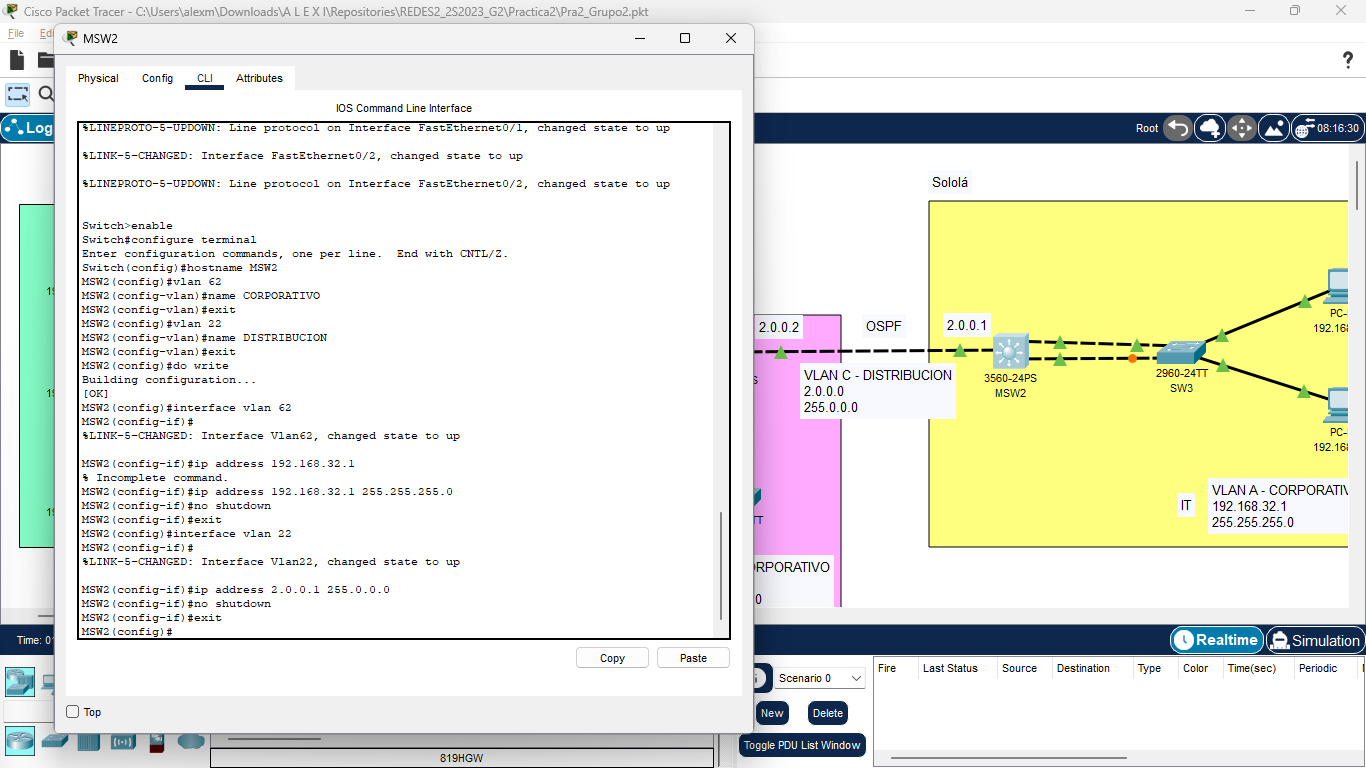 Cisco Packet Tracer - C:\Users\alexm\Downloads\A L E X I\Repositories\REDES2_2S2023_G2\Practica2\Pra2_Grupo2.pkt
File
MSW2
Physical
Config
CLI
Attributes
IOS Command Line Interface
%LINEPROTO-5-UPDOWN: Line protocol on Interface FastEthernet0/1, changed state to up
%LINK-5-CHANGED: Interface FastEthernet0/2, changed state to up
%LINEPROTO-5-UPDOWN: Line protocol on Interface FastEthernet0/2, changed state to up
Switch>enable
Switch#configure terminal
Enter configuration commands, one per line.  End with CNTL/Z.
Switch(config)#hostname MSW2
MSW2(config)#vlan 62
MSW2(config-vlan)#name CORPORATIVO
MSW2(config-vlan)#exit
MSW2(config)#vlan 22
MSW2(config-vlan)#name DISTRIBUCION
MSW2(config-vlan)#exit
MSW2(config)#do write
Building configuration...
[OK]
MSW2(config)#interface vlan 62
MSW2(config-if)#
%LINK-5-CHANGED: Interface Vlan62, changed state to up
MSW2(config-if)#ip address 192.168.32.1
% Incomplete command.
MSW2(config-if)#ip address 192.168.32.1 255.255.255.0
MSW2(config-if)#no shutdown
MSW2(config-if)#exit
MSW2(config)#interface vlan 22
MSW2(config-if)#
%LINK-5-CHANGED: Interface Vlan22, changed state to up
MSW2(config-if)#ip address 2.0.0.1 255.0.0.0
MSW2(config-if)#no shutdown
MSW2(config-if)#exit
MSW2(config)#
Copy
Paste
Top
Log
Root
08:16:30
Sololá
2.0.0.2
OSPF
2.0.0.1
VLAN C - DISTRIBUCION
2.0.0.0
255.0.0.0
3560-24PS
MSW2
2960-24TT
SW3
PC-
192.168
PC-
192.168
IT
VLAN A - CORPORATIV
192.168.32.1
255.255.255.0
RPORATIVO
0
Time: 0
Realtime
Simulation
Scenario 0
New
Delete
Toggle PDU List Window
Fire
Last Status
Source
Destination
Type
Color
Time(sec)
Periodic
819HGW